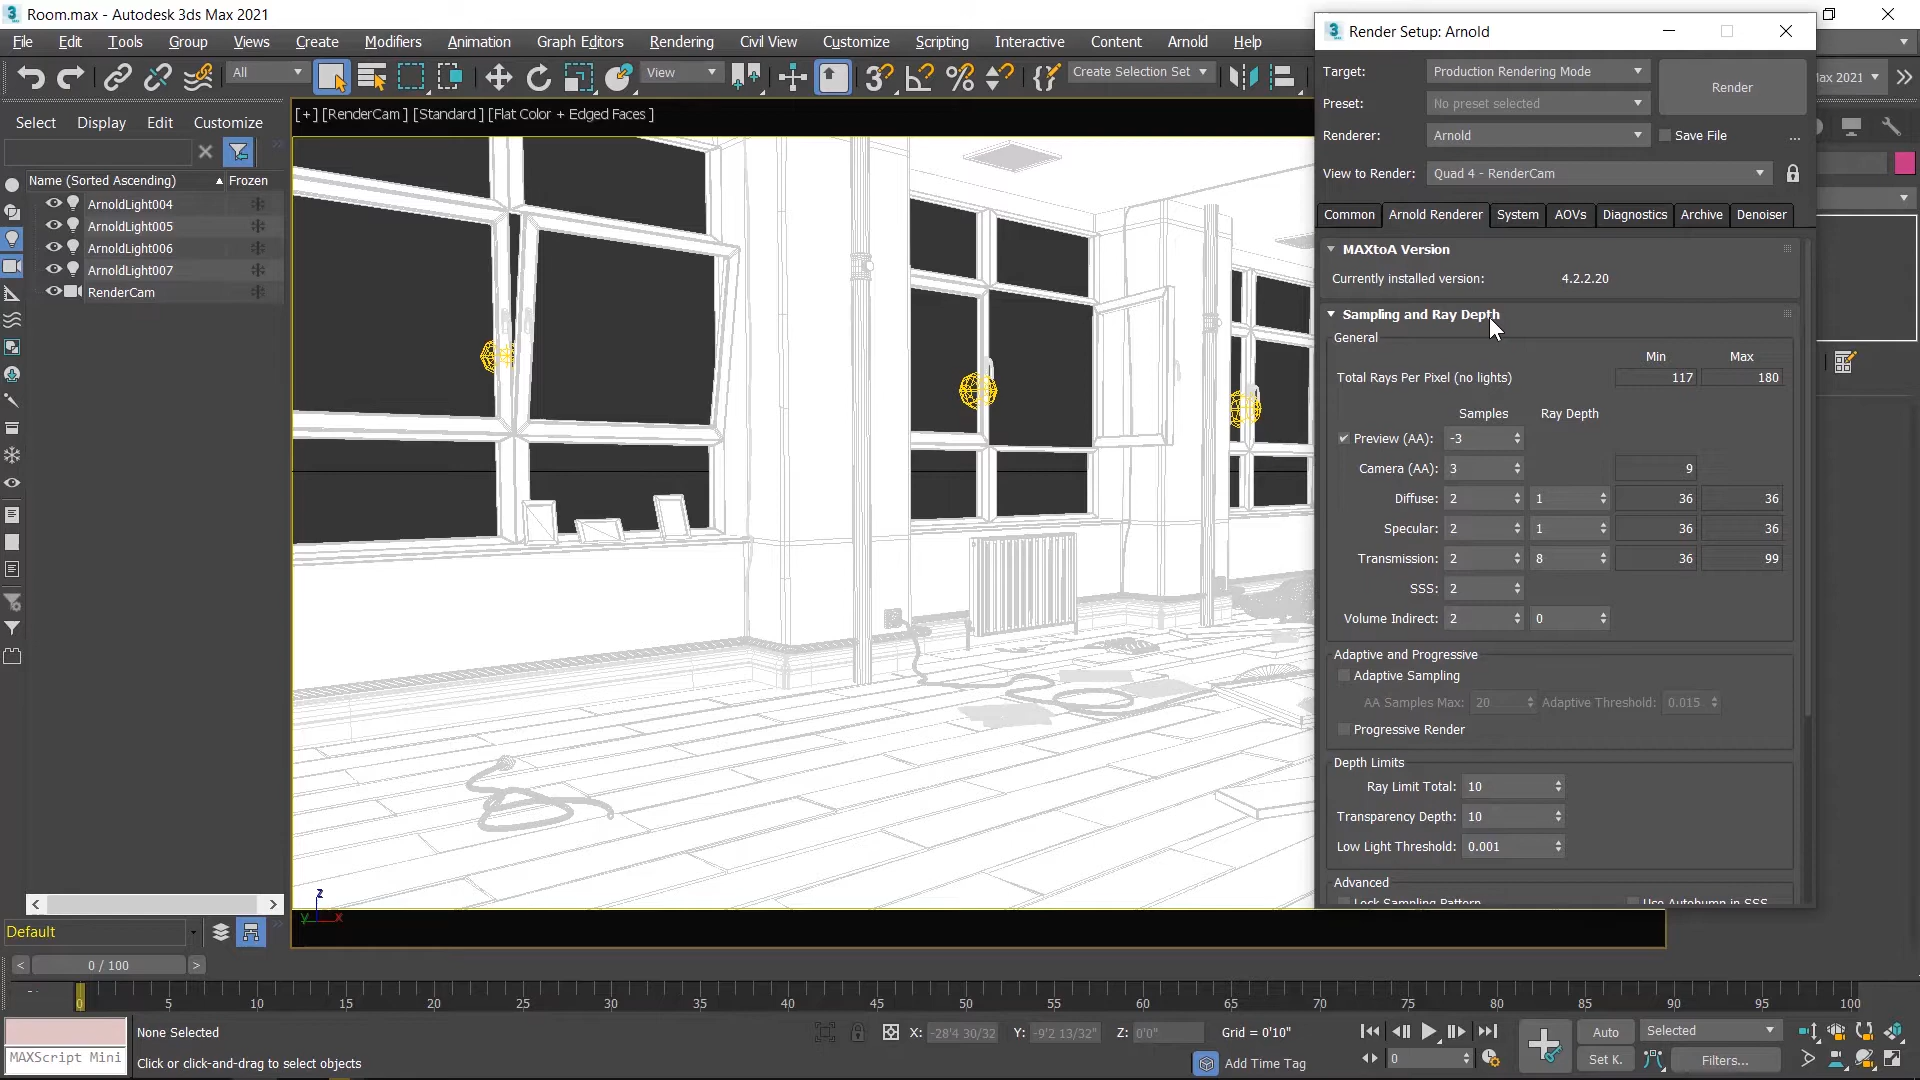 Room.max - Autodesk 3ds Max 2021
File Edit Tools Group Views Create Modifiers Animation Graph Editors Rendering Civil View Customize Scripting Interactive Content Arnold Help
All View Create Selection Set
ax 2021
Select Display Edit Customize
[+] [RenderCam ] [Standard ] [Flat Color + Edged Faces ]
Name (Sorted Ascending) Frozen
ArnoldLight004
ArnoldLight005
ArnoldLight006
ArnoldLight007
RenderCam
Render Setup: Arnold
Target: Production Rendering Mode
Render
Preset: No preset selected
Renderer: Arnold Save File ...
View to Render: Quad 4 - RenderCam
Common Arnold Renderer System AOVs Diagnostics Archive Denoiser
MAXtoA Version
Currently installed version: 4.2.2.20
Sampling and Ray Depth
General
Min Max
Total Rays Per Pixel (no lights) 117 180
Samples Ray Depth
Preview (AA): -3
Camera (AA): 3 9
Diffuse: 2 1 36 36
Specular: 2 1 36 36
Transmission: 2 8 36 99
SSS: 2
Volume Indirect: 2 0
Adaptive and Progressive
Adaptive Sampling
AA Samples Max: 20 Adaptive Threshold: 0.015
Progressive Render
Depth Limits
Ray Limit Total: 10
Transparency Depth: 10
Low Light Threshold: 0.001
Advanced
Lock Sampling Pattern Use Autobump in SSS
z
y x
Default
< 0 / 100 >
0 5 10 15 20 25 30 35 40 45 50 55 60 65 70 75 80 85 90 95 100
None Selected X: -28'4 30/32 Y: -9'2 13/32" Z: 0'0" Grid = 0'10" Auto Selected
MAXScript Mini Click or click-and-drag to select objects Add Time Tag 0 Set K. Filters...